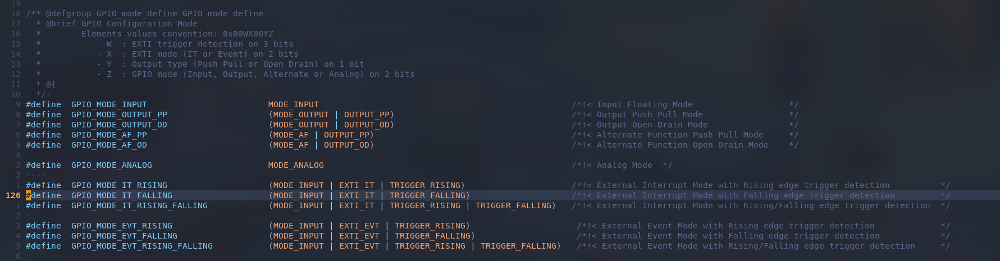 19
18 /** @defgroup GPIO_mode_define GPIO mode define
17   * @brief GPIO Configuration Mode
16   *        Elements values convention: 0x00WX00YZ
15   *           - W  : EXTI trigger detection on 3 bits
14   *           - X  : EXTI mode (IT or Event) on 2 bits
13   *           - Y  : Output type (Push Pull or Open Drain) on 1 bit
12   *           - Z  : GPIO mode (Input, Output, Alternate or Analog) on 2 bits
11   * @{
10   */·
9 #define  GPIO_MODE_INPUT                        MODE_INPUT                                                  /*!< Input Floating Mode                   */
8 #define  GPIO_MODE_OUTPUT_PP                    (MODE_OUTPUT | OUTPUT_PP)                                   /*!< Output Push Pull Mode                 */
7 #define  GPIO_MODE_OUTPUT_OD                    (MODE_OUTPUT | OUTPUT_OD)                                   /*!< Output Open Drain Mode                */
6 #define  GPIO_MODE_AF_PP                        (MODE_AF | OUTPUT_PP)                                       /*!< Alternate Function Push Pull Mode     */
5 #define  GPIO_MODE_AF_OD                        (MODE_AF | OUTPUT_OD)                                       /*!< Alternate Function Open Drain Mode    */
4
3 #define  GPIO_MODE_ANALOG                       MODE_ANALOG                                                 /*!< Analog Mode  */
2 ····
1 #define  GPIO_MODE_IT_RISING                    (MODE_INPUT | EXTI_IT | TRIGGER_RISING)                     /*!< External Interrupt Mode with Rising edge trigger detection          */
126 #define  GPIO_MODE_IT_FALLING                   (MODE_INPUT | EXTI_IT | TRIGGER_FALLING)                    /*!< External Interrupt Mode with Falling edge trigger detection         */
1 #define  GPIO_MODE_IT_RISING_FALLING            (MODE_INPUT | EXTI_IT | TRIGGER_RISING | TRIGGER_FALLING)   /*!< External Interrupt Mode with Rising/Falling edge trigger detection  */
2 ·
3 #define  GPIO_MODE_EVT_RISING                   (MODE_INPUT | EXTI_EVT | TRIGGER_RISING)                     /*!< External Event Mode with Rising edge trigger detection             */
4 #define  GPIO_MODE_EVT_FALLING                  (MODE_INPUT | EXTI_EVT | TRIGGER_FALLING)                    /*!< External Event Mode with Falling edge trigger detection            */
5 #define  GPIO_MODE_EVT_RISING_FALLING           (MODE_INPUT | EXTI_EVT | TRIGGER_RISING | TRIGGER_FALLING)   /*!< External Event Mode with Rising/Falling edge trigger detection     */
6